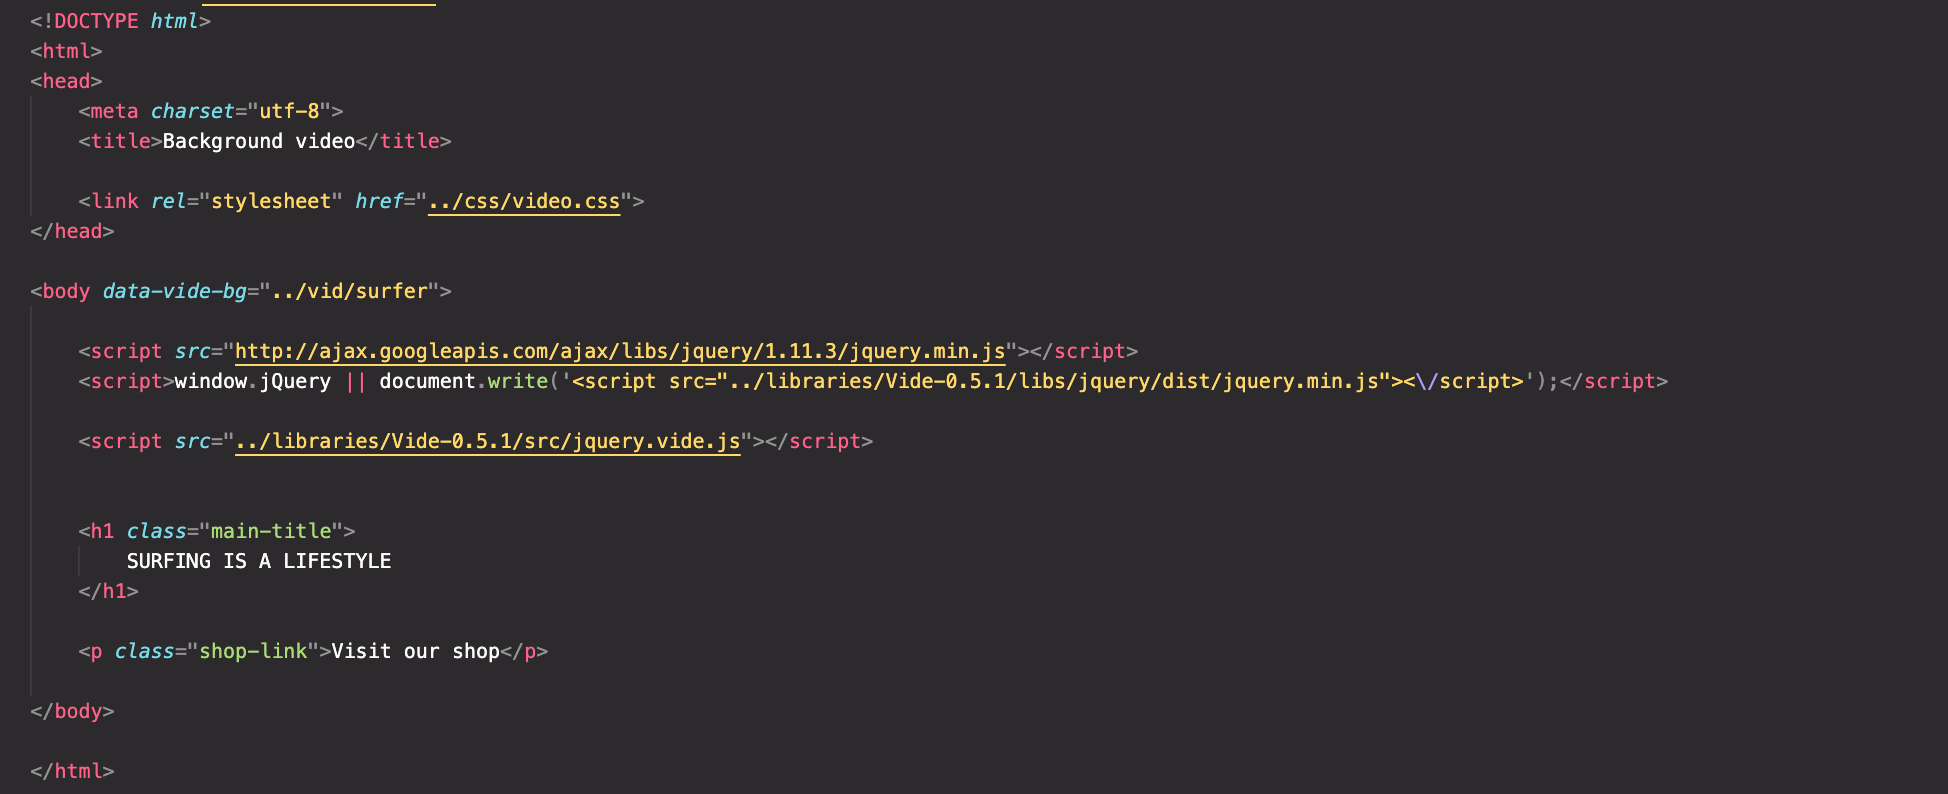 <!DOCTYPE html>
<html>
<head>
<meta charset="utf-8">
<title>Background video</title>
<link rel="stylesheet" href="../css/video.css">
</head>
<body data-vide-bg="../vid/surfer">
<script src="http://ajax.googleapis.com/ajax/libs/jquery/1.11.3/jquery.min.js"></script>
<script>window.jQuery || document.write('<script src="../libraries/Vide-0.5.1/libs/jquery/dist/jquery.min.js"><\/script>');</script>
<script src="../libraries/Vide-0.5.1/src/jquery.vide.js"></script>
<h1 class="main-title">
SURFING IS A LIFESTYLE
</h1>
<p class="shop-link">Visit our shop</p>
</body>
</html>